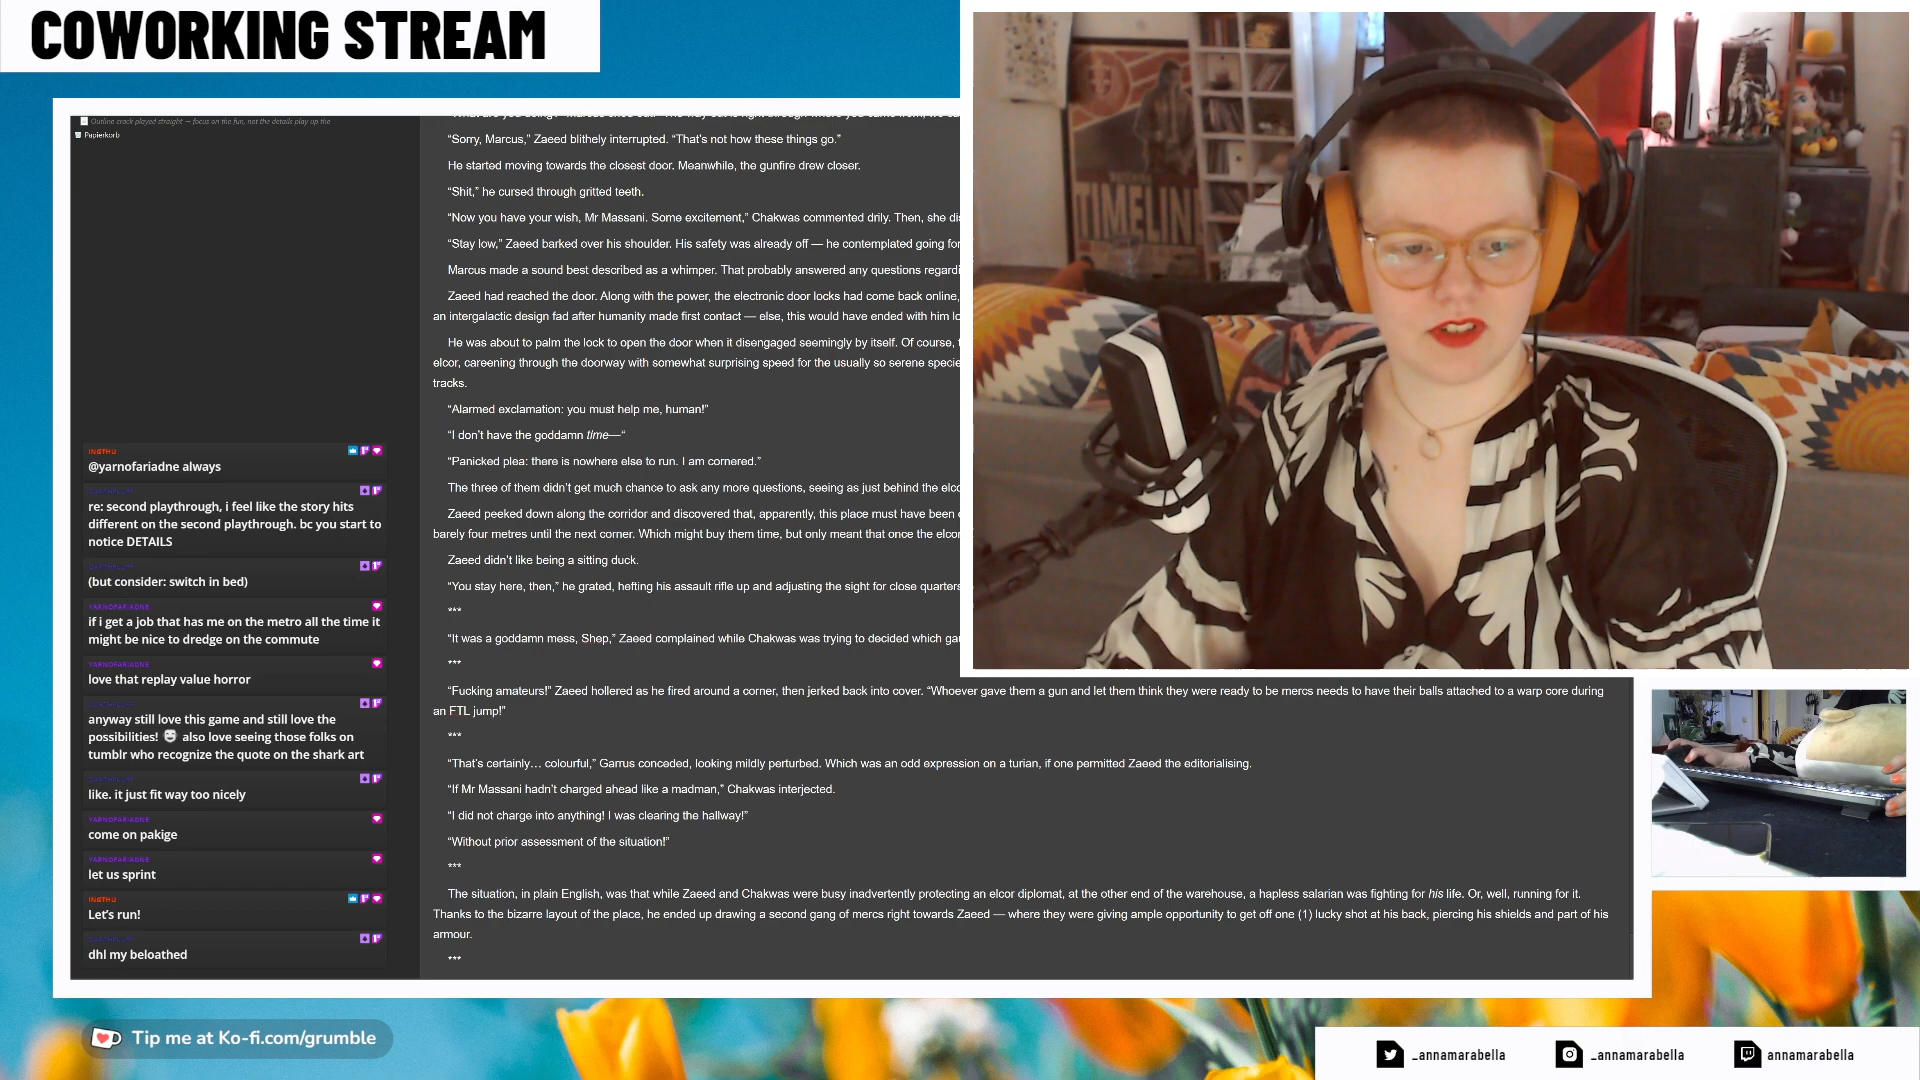 COWORKING STREAM
Outline crack played straight → focus on the fun, not the details play up the
Papierkorb
“Sorry, Marcus,” Zaeed blithely interrupted. “That’s not how these things go.”
He started moving towards the closest door. Meanwhile, the gunfire drew closer.
“Shit,” he cursed through gritted teeth.
“Now you have your wish, Mr Massani. Some excitement,” Chakwas commented drily. Then, she
“Stay low,” Zaeed barked over his shoulder. His safety was already off — he contemplated going
Marcus made a sound best described as a whimper. That probably answered any questions
Zaeed had reached the door. Along with the power, the electronic door locks had come back online,
an intergalactic design fad after humanity made first contact — else, this would have ended with him
He was about to palm the lock to open the door when it disengaged seemingly by itself. Of course,
elcor, careening through the doorway with somewhat surprising speed for the usually so serene
tracks.
“Alarmed exclamation: you must help me, human!”
“I don’t have the goddamn time—“
“Panicked plea: there is nowhere else to run. I am cornered.”
The three of them didn’t get much chance to ask any more questions, seeing as just behind the
Zaeed peeked down along the corridor and discovered that, apparently, this place must have been
barely four metres until the next corner. Which might buy them time, but only meant that once the
Zaeed didn’t like being a sitting duck.
“You stay here, then,” he grated, hefting his assault rifle up and adjusting the sight for close quarters
***
“It was a goddamn mess, Shep,” Zaeed complained while Chakwas was trying to decided which
***
“Fucking amateurs!” Zaeed hollered as he fired around a corner, then jerked back into cover. “Whoever gave them a gun and let them think they were ready to be mercs needs to have their balls attached to a warp core during
an FTL jump!”
***
“That’s certainly… colourful,” Garrus conceded, looking mildly perturbed. Which was an odd expression on a turian, if one permitted Zaeed the editorialising.
“If Mr Massani hadn’t charged ahead like a madman,” Chakwas interjected.
“I did not charge into anything! I was clearing the hallway!”
“Without prior assessment of the situation!”
***
The situation, in plain English, was that while Zaeed and Chakwas were busy inadvertently protecting an elcor diplomat, at the other end of the warehouse, a hapless salarian was fighting for his life. Or, well, running for it.
Thanks to the bizarre layout of the place, he ended up drawing a second gang of mercs right towards Zaeed — where they were giving ample opportunity to get off one (1) lucky shot at his back, piercing his shields and part of his
armour.
***
INGTHU
@yarnofariadne always
re: second playthrough, i feel like the story hits
different on the second playthrough. bc you start to
notice DETAILS
(but consider: switch in bed)
YARNOFARIADNE
if i get a job that has me on the metro all the time it
might be nice to dredge on the commute
YARNOFARIADNE
love that replay value horror
anyway still love this game and still love the
possibilities! also love seeing those folks on
tumblr who recognize the quote on the shark art
like. it just fit way too nicely
YARNOFARIADNE
come on pakige
YARNOFARIADNE
let us sprint
INGTHU
Let’s run!
dhl my beloathed
TIMELINE
Tip me at Ko-fi.com/grumble
_annamarabella
_annamarabella
annamarabella